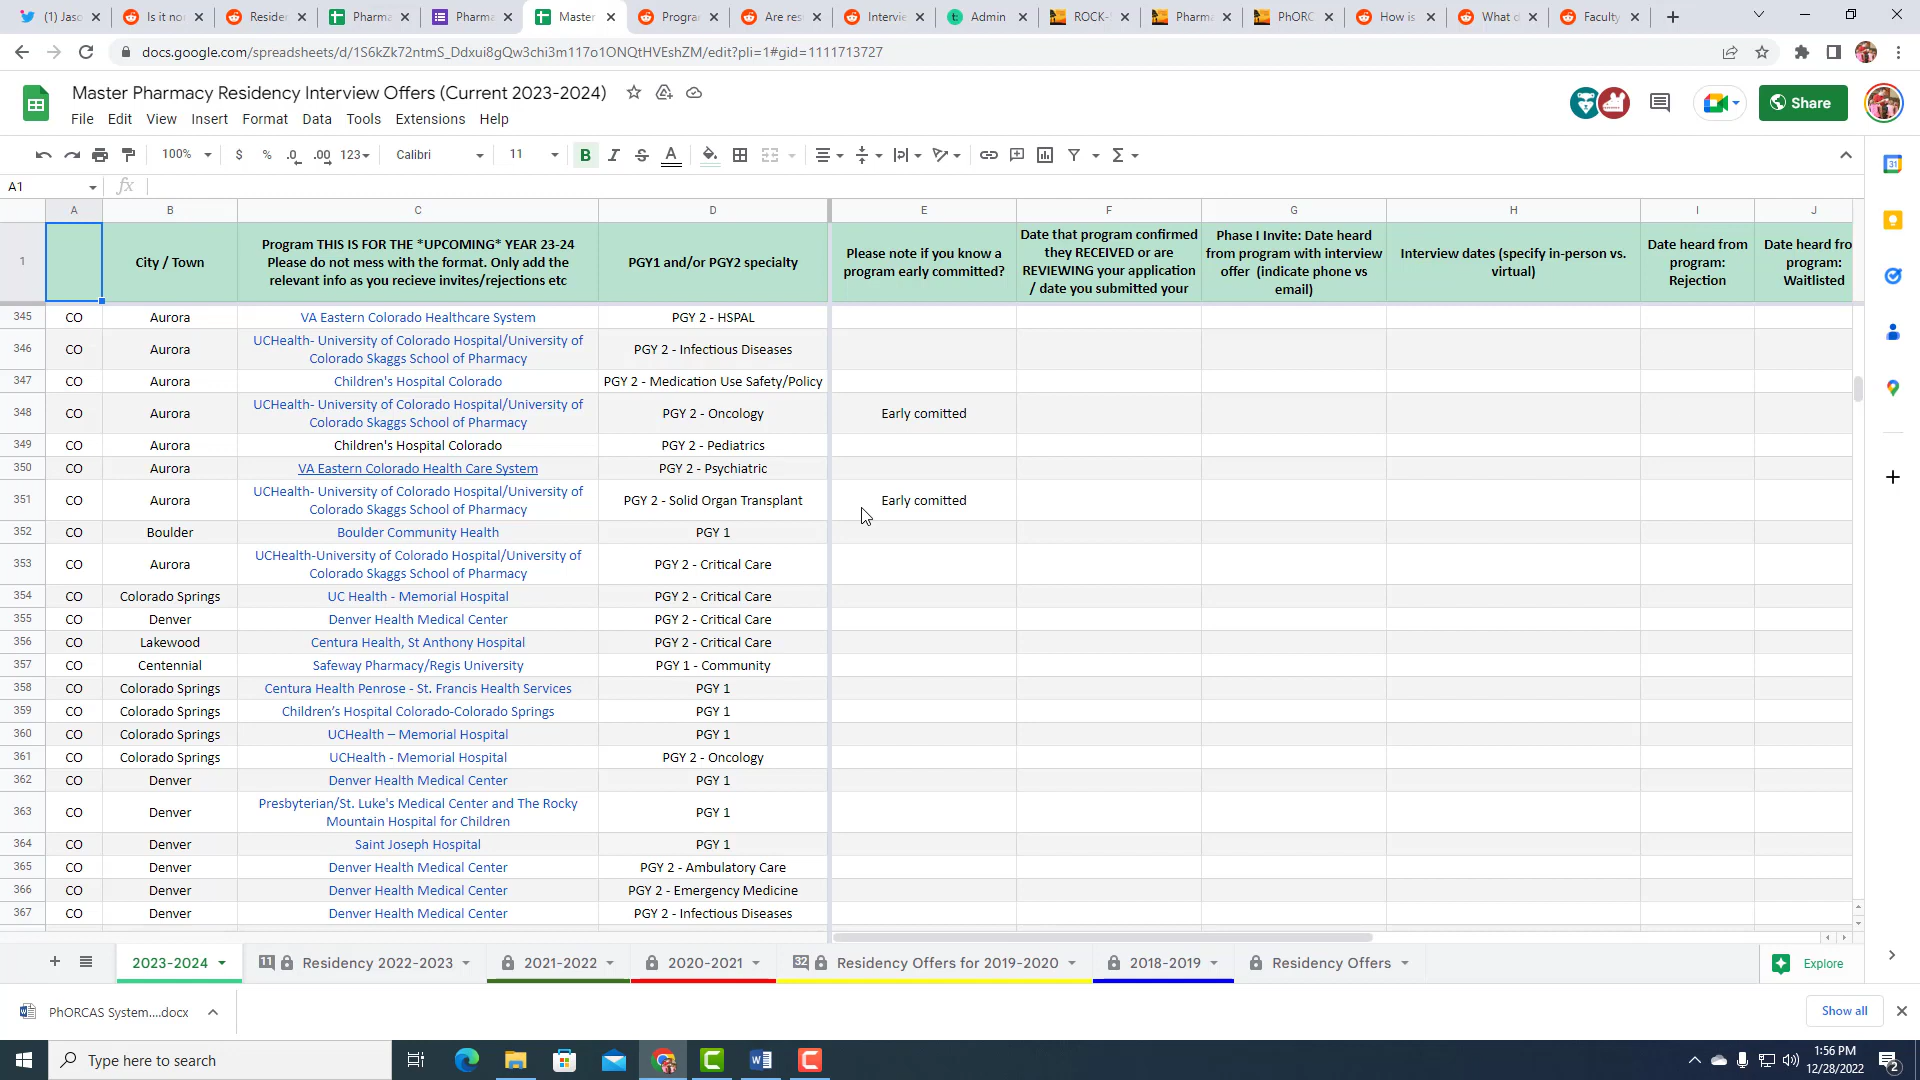 (1) Jaso
Is it nor
Resider
Pharma
Pharma
Master
Progra
Are res
Intervie
Admin
ROCK-
Pharma
PhORC
How is
What d
Faculty
docs.google.com/spreadsheets/d/1S6kZk72ntmS_Ddxui8gQw3chi3m117o1ONQtHVEshZM/edit?pli=1#gid=1111713727
Master Pharmacy Residency Interview Offers (Current 2023-2024)
File Edit View Insert Format Data Tools Extensions Help
Share
100% $ % .0 .00 123 Calibri 11 B I S A
A1 fx
A B C D E F G H I J
1
City / Town
Program THIS IS FOR THE *UPCOMING* YEAR 23-24
Please do not mess with the format. Only add the
relevant info as you recieve invites/rejections etc
PGY1 and/or PGY2 specialty
Please note if you know a
program early committed?
Date that program confirmed
they RECEIVED or are
REVIEWING your application
/ date you submitted your
Phase I Invite: Date heard
from program with interview
offer (indicate phone vs
email)
Interview dates (specify in-person vs.
virtual)
Date heard from
program:
Rejection
Date heard fro
program:
Waitlisted
345 CO Aurora VA Eastern Colorado Healthcare System PGY 2 - HSPAL
346 CO Aurora UCHealth- University of Colorado Hospital/University of
Colorado Skaggs School of Pharmacy PGY 2 - Infectious Diseases
347 CO Aurora Children's Hospital Colorado PGY 2 - Medication Use Safety/Policy
348 CO Aurora UCHealth- University of Colorado Hospital/University of
Colorado Skaggs School of Pharmacy PGY 2 - Oncology Early comitted
349 CO Aurora Children's Hospital Colorado PGY 2 - Pediatrics
350 CO Aurora VA Eastern Colorado Health Care System PGY 2 - Psychiatric
351 CO Aurora UCHealth- University of Colorado Hospital/University of
Colorado Skaggs School of Pharmacy PGY 2 - Solid Organ Transplant Early comitted
352 CO Boulder Boulder Community Health PGY 1
353 CO Aurora UCHealth-University of Colorado Hospital/University of
Colorado Skaggs School of Pharmacy PGY 2 - Critical Care
354 CO Colorado Springs UC Health - Memorial Hospital PGY 2 - Critical Care
355 CO Denver Denver Health Medical Center PGY 2 - Critical Care
356 CO Lakewood Centura Health, St Anthony Hospital PGY 2 - Critical Care
357 CO Centennial Safeway Pharmacy/Regis University PGY 1 - Community
358 CO Colorado Springs Centura Health Penrose - St. Francis Health Services PGY 1
359 CO Colorado Springs Children’s Hospital Colorado-Colorado Springs PGY 1
360 CO Colorado Springs UCHealth – Memorial Hospital PGY 1
361 CO Colorado Springs UCHealth - Memorial Hospital PGY 2 - Oncology
362 CO Denver Denver Health Medical Center PGY 1
363 CO Denver Presbyterian/St. Luke's Medical Center and The Rocky
Mountain Hospital for Children PGY 1
364 CO Denver Saint Joseph Hospital PGY 1
365 CO Denver Denver Health Medical Center PGY 2 - Ambulatory Care
366 CO Denver Denver Health Medical Center PGY 2 - Emergency Medicine
367 CO Denver Denver Health Medical Center PGY 2 - Infectious Diseases
2023-2024
11 Residency 2022-2023
2021-2022
2020-2021
32 Residency Offers for 2019-2020
2018-2019
Residency Offers
Explore
PhORCAS System....docx
Show all
Type here to search
1:56 PM
12/28/2022
2